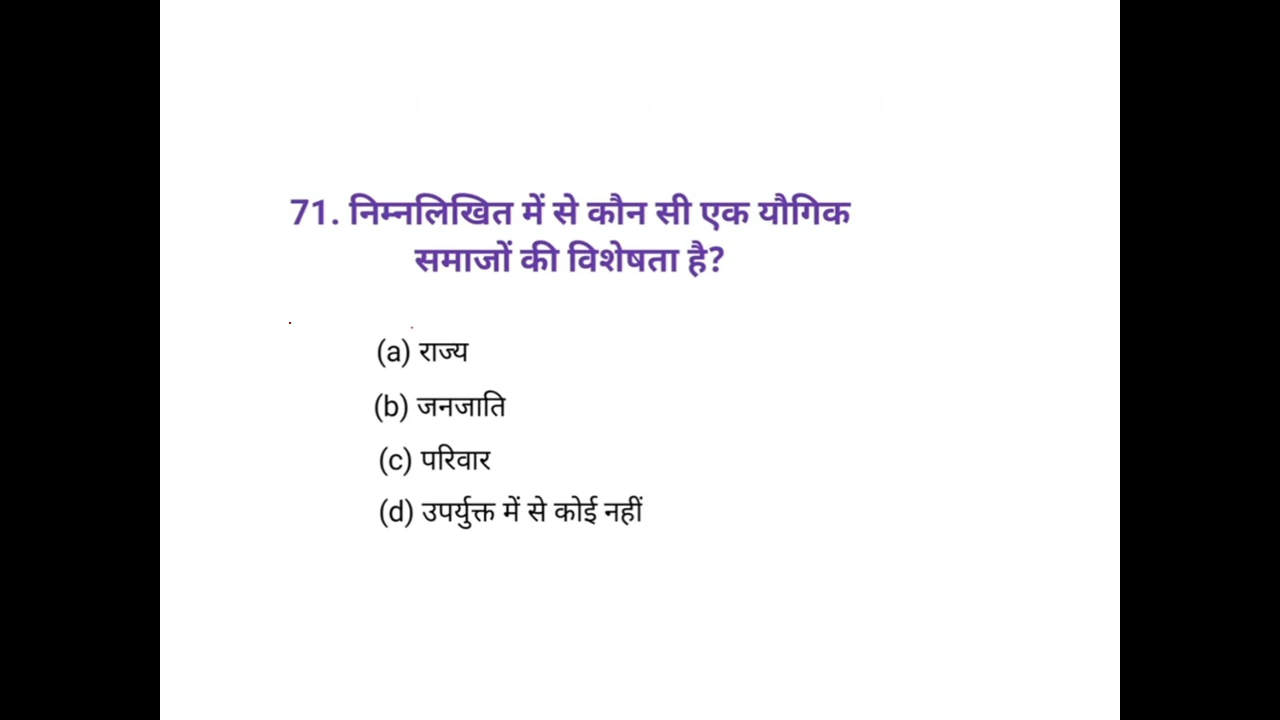 71. निम्नलिखित में से कौन सी एक यौगिक
समाजों की विशेषता है?
(a) राज्य
(b) जनजाति
(c) परिवार
(d) उपर्युक्त में से कोई नहीं